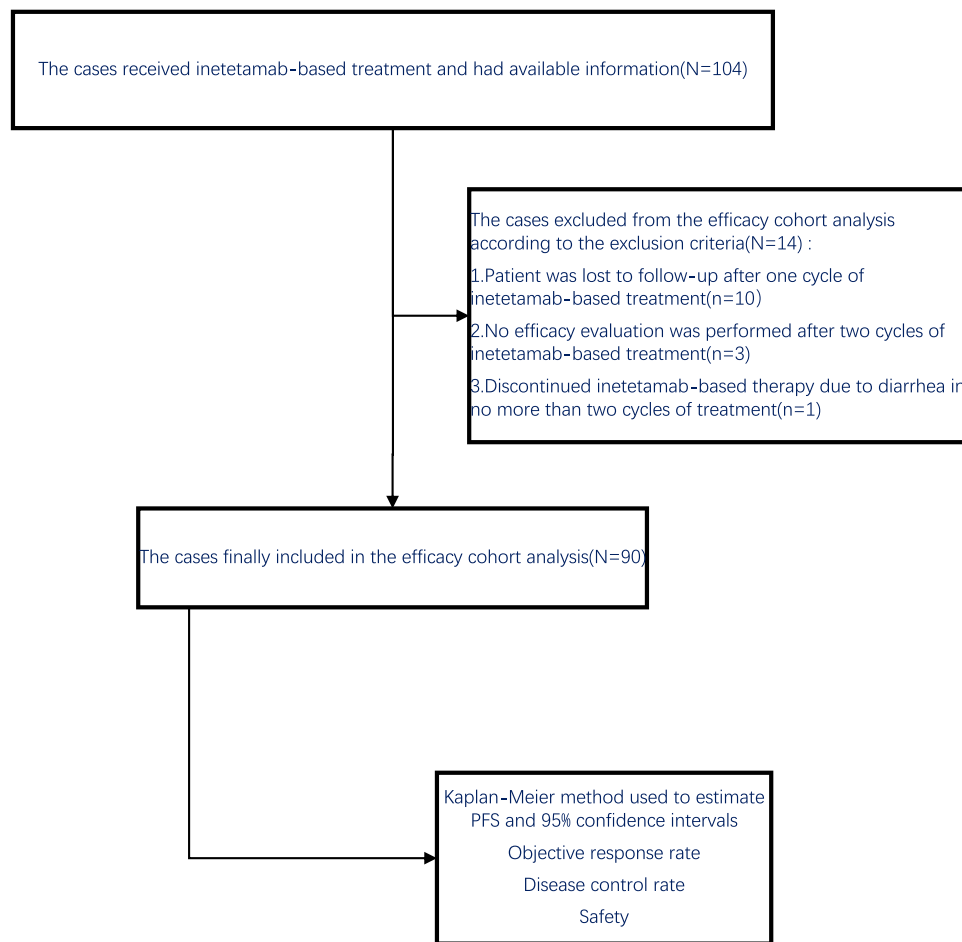 The cases received inetetamab-based treatment and had available information(N=104)
The cases excluded from the efficacy cohort analysis
according to the exclusion criteria(N=14) :
1.Patient was lost to follow-up after one cycle of
inetetamab-based treatment(n=10)
2.No efficacy evaluation was performed after two cycles of
inetetamab-based treatment(n=3)
3.Discontinued inetetamab-based therapy due to diarrhea in
no more than two cycles of treatment(n=1)
The cases finally included in the efficacy cohort analysis(N=90)
Kaplan-Meier method used to estimate
PFS and 95% confidence intervals
Objective response rate
Disease control rate
Safety